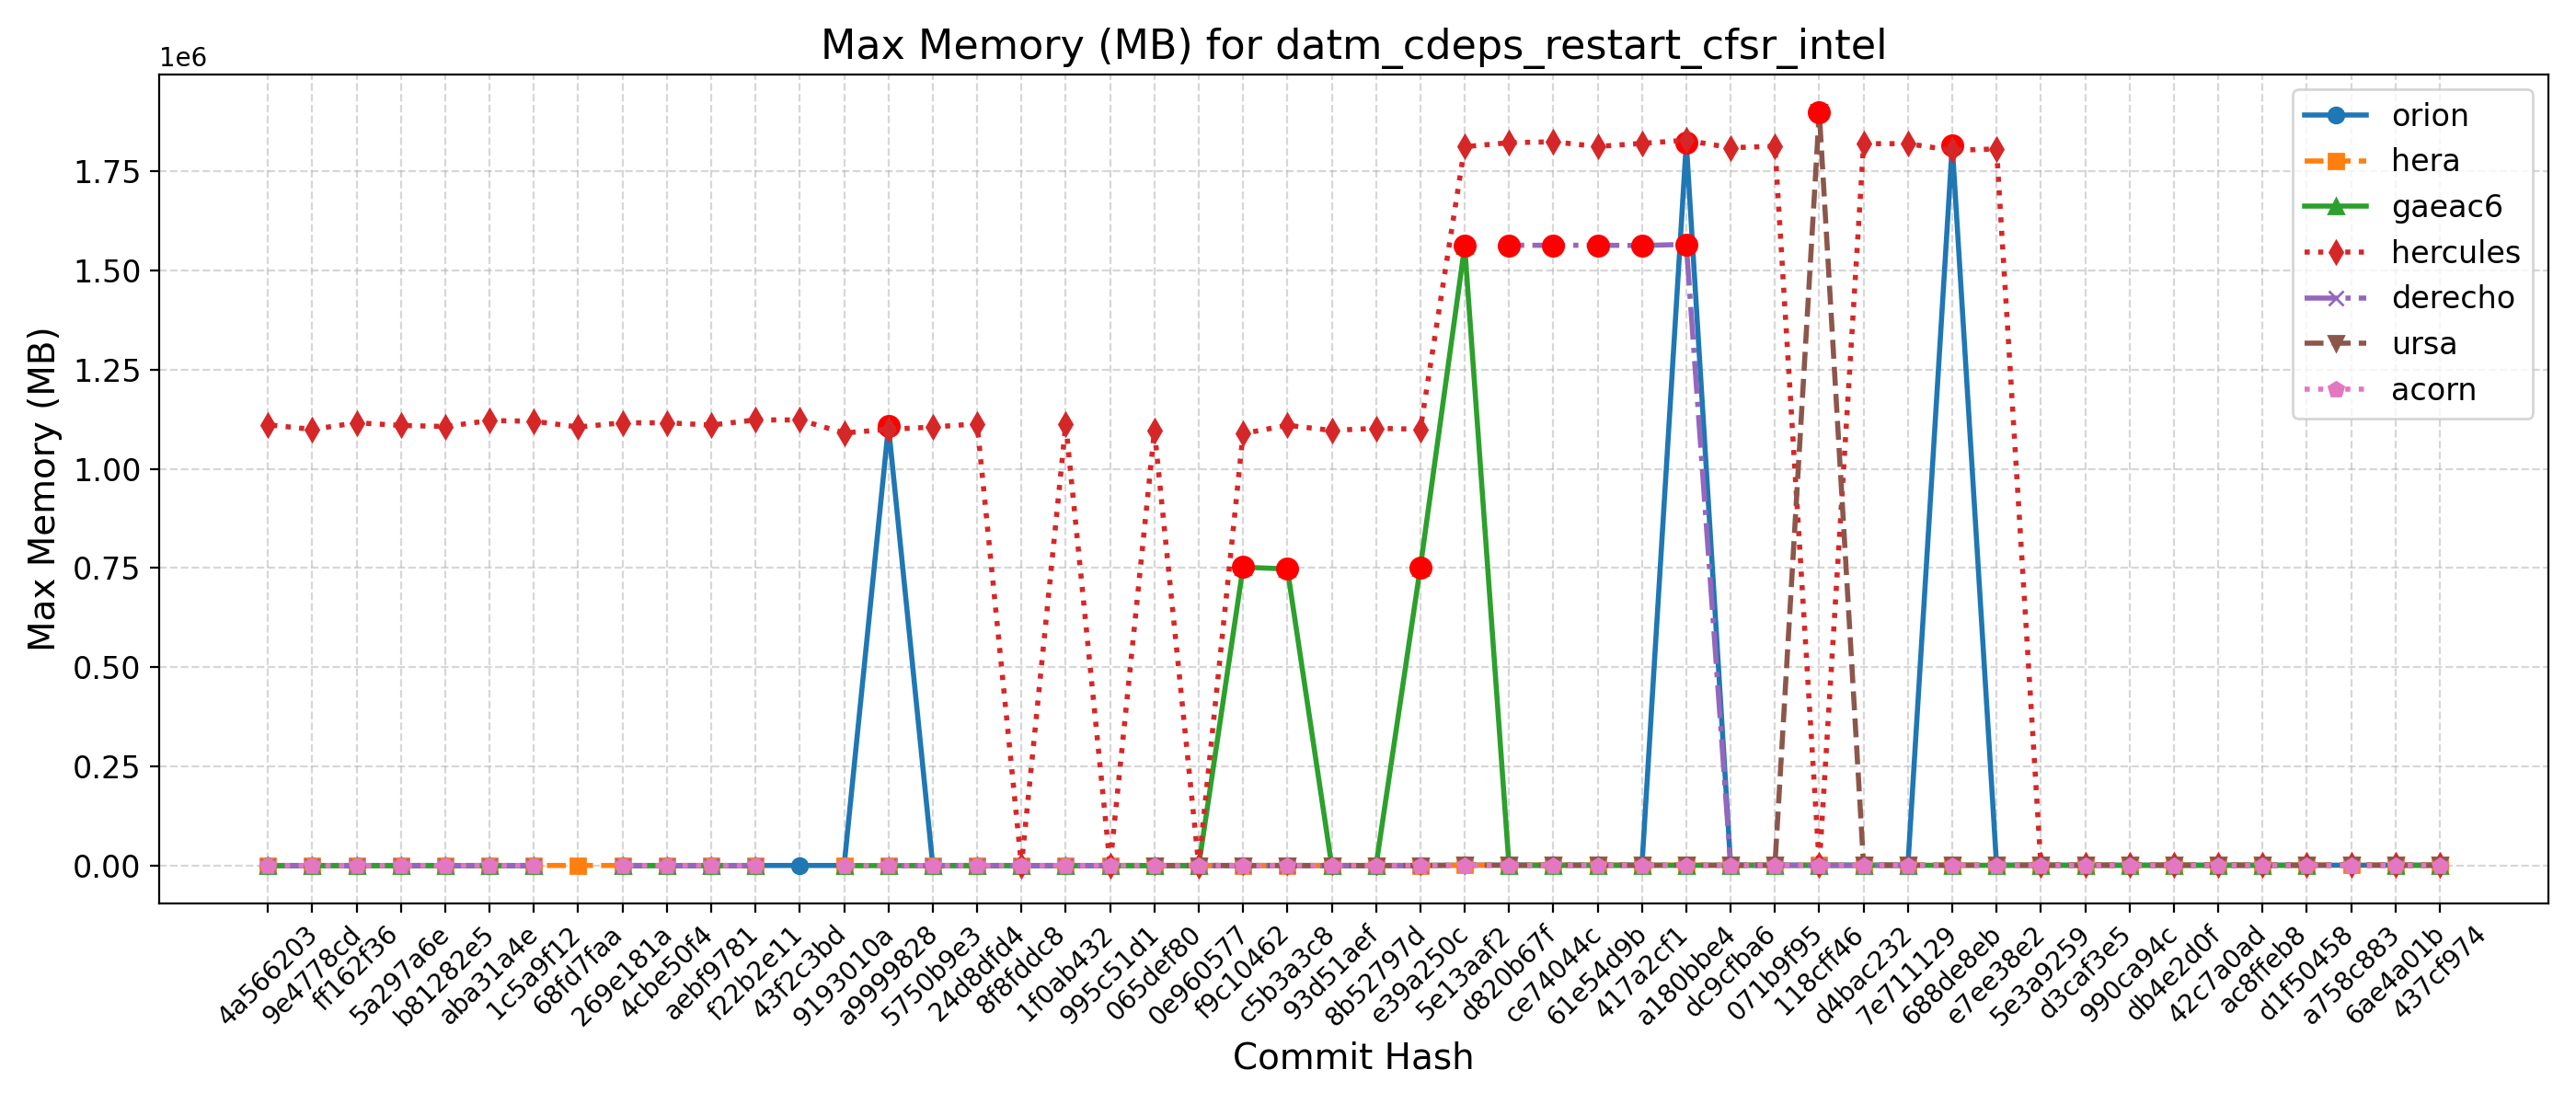 Max Memory (MB) for datm_cdeps_restart_cfsr_intel
1e6
Max Memory (MB)
1.75
1.50
1.25
1.00
0.75
0.50
0.25
0.00
orion
hera
gaeac6
hercules
derecho
ursa
acorn
4a566203
9e4778cd
ff162f36
5a297a6e
b81282e5
aba31a4e
1c5a9f12
68fd7faa
269e181a
4cbe50f4
aebf9781
f22b2e11
43f2c3bd
9193010a
a9999828
5750b9e3
24d8dfd4
8f8fddc8
1f0ab432
995c51d1
065def80
0e960577
f9c10462
c5b3a3c8
93d51aef
8b52797d
e39a250c
5e13aaf2
d820b67f
ce74044c
61e54d9b
417a2cf1
a180bbe4
dc9cfba6
071b9f95
118cff46
d4bac232
7e711129
688de8eb
e7ee38e2
5e3a9259
d3caf3e5
990ca94c
db4e2d0f
42c7a0ad
ac8ffeb8
d1f50458
a758c883
6ae4a01b
437cf974
Commit Hash